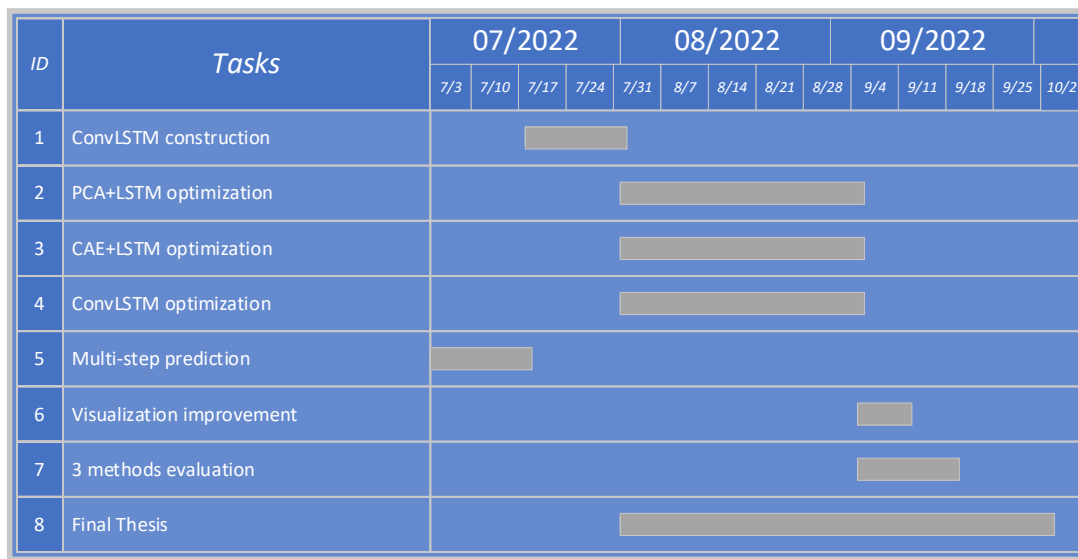 ID Tasks 07/2022 08/2022 09/2022
7/3 7/10 7/17 7/24 7/31 8/7 8/14 8/21 8/28 9/4 9/11 9/18 9/25 10/2
1 ConvLSTM construction
2 PCA+LSTM optimization
3 CAE+LSTM optimization
4 ConvLSTM optimization
5 Multi-step prediction
6 Visualization improvement
7 3 methods evaluation
8 Final Thesis